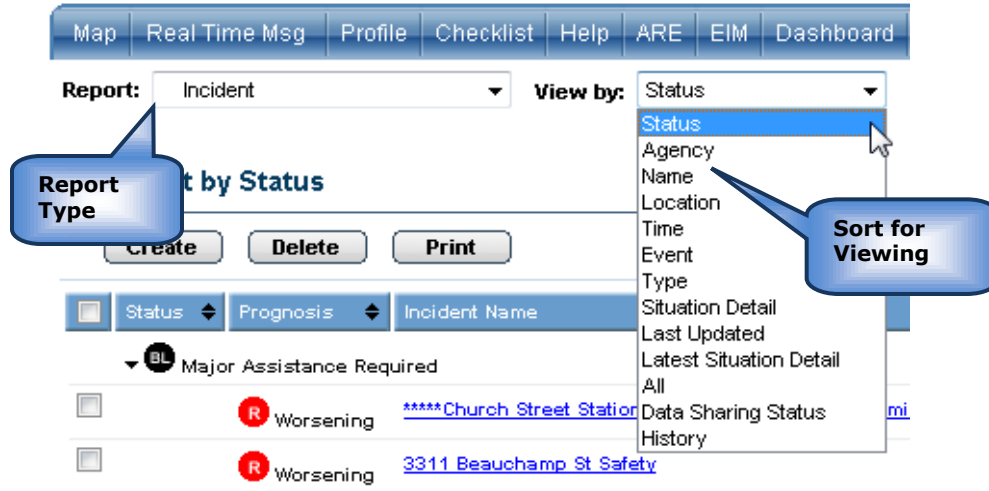 Map Real Time Msg Profile Checklist Help ARE EIM Dashboard
Report: Incident View by: Status
Status
Agency
Name
Location
Time
Event
Type
Situation Detail
Last Updated
Latest Situation Detail
All
Data Sharing Status
History
Report
Type
Sort for
Viewing
by Status
Create Delete Print
Status Prognosis Incident Name
BL Major Assistance Required
R Worsening *****Church Street
R Worsening 3311 Beauchamp St Safety